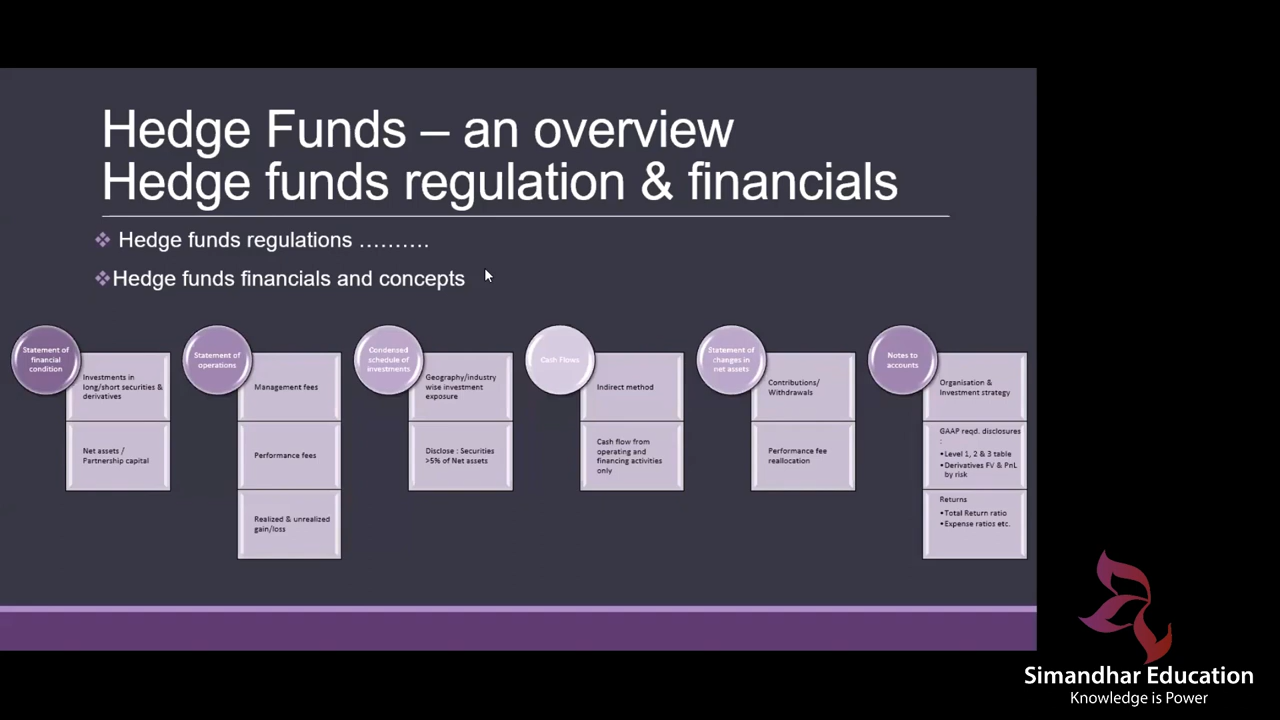 Hedge Funds – an overview
Hedge funds regulation & financials
Hedge funds regulations ……….
Hedge funds financials and concepts
Statement of
financial
condition
Investments in
long/short securities &
derivatives
Net assets /
Partnership capital
Statement of
operations
Management fees
Performance fees
Realized & unrealized
gain/loss
Condensed
schedule of
investments
Geography/industry
wise investment
exposure
Disclose : Securities
>5% of Net assets
Cash Flows
Indirect method
Cash flow from
operating and
financing activities
only
Statement of
changes in
net assets
Contributions/
Withdrawals
Performance fee
reallocation
Notes to
accounts
Organisation &
Investment strategy
GAAP reqd. disclosures
:
•Level 1, 2 & 3 table
•Derivatives FV & PnL
by risk
Returns
•Total Return ratio
•Expense ratios etc.
Simandhar Education
Knowledge is Power